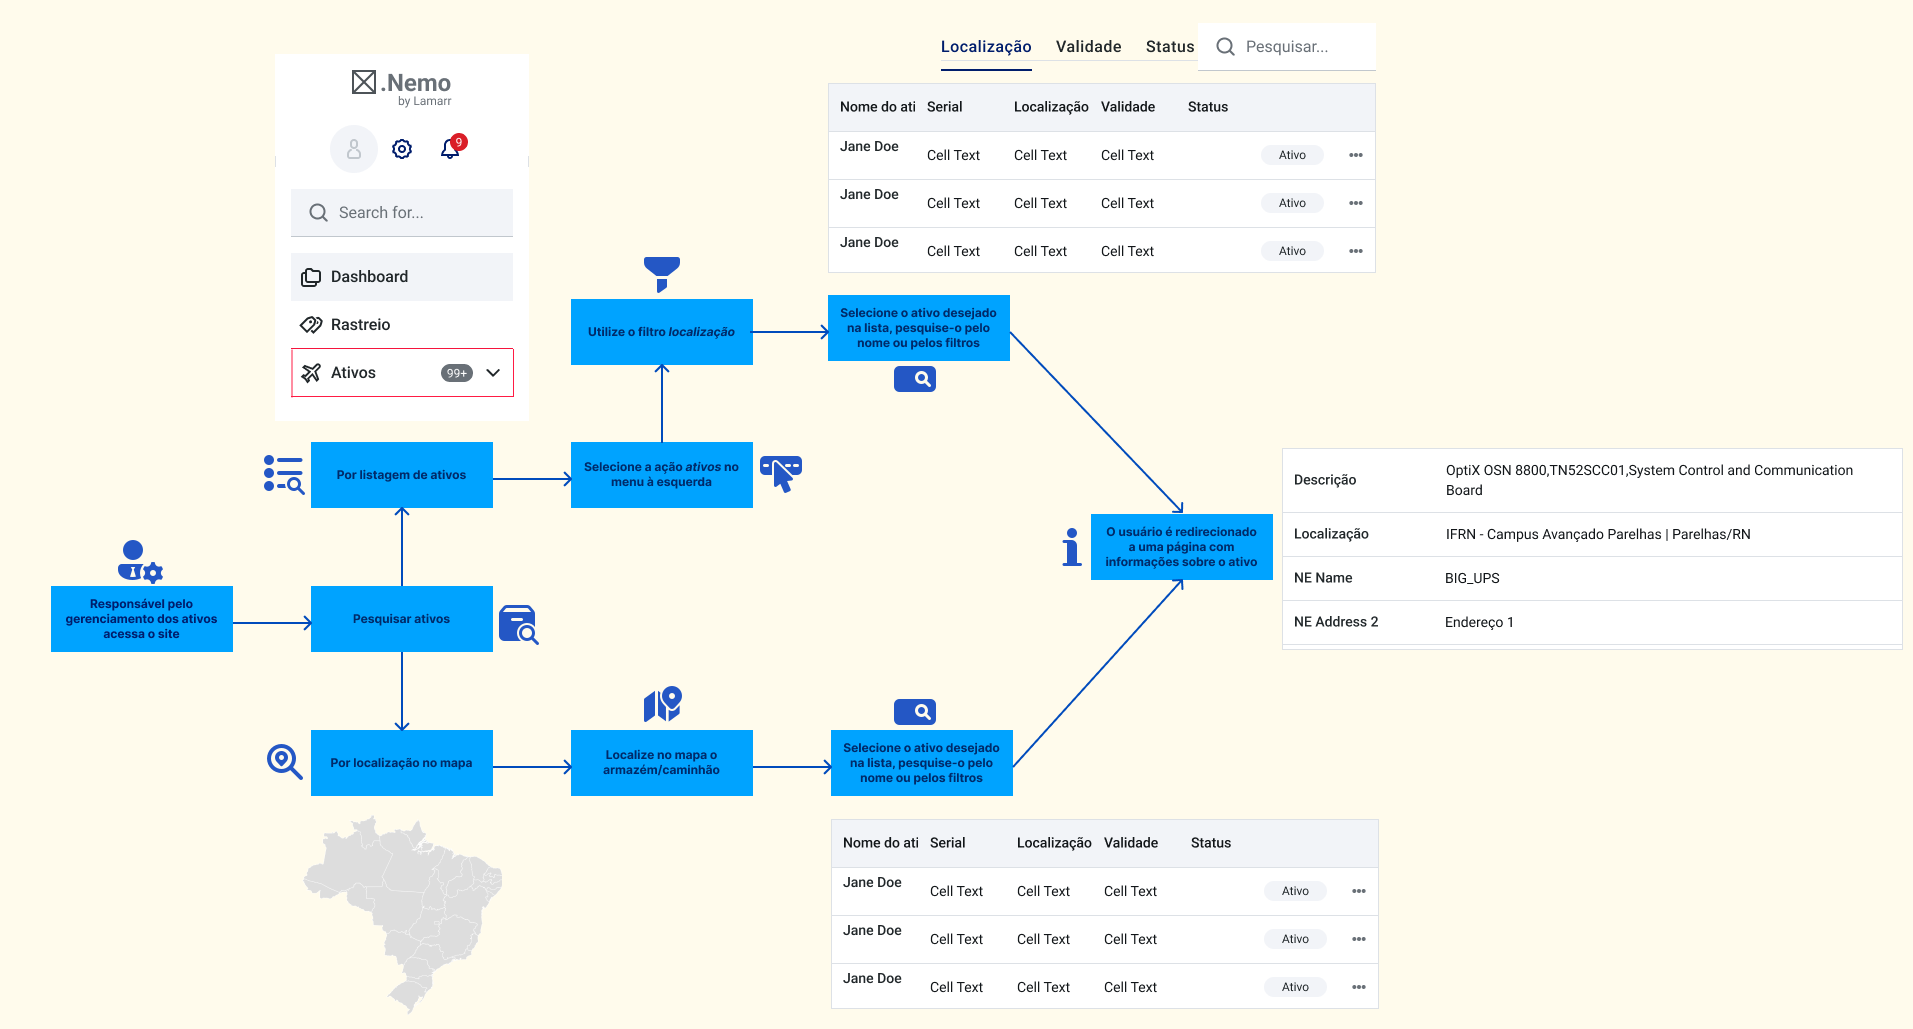 .Nemo
by Lamarr
9
Search for...
Dashboard
Rastreio
Ativos 99+
Localização Validade Status Pesquisar...
Nome do ati Serial Localização Validade Status
Jane Doe Cell Text Cell Text Cell Text Ativo
Jane Doe Cell Text Cell Text Cell Text Ativo
Jane Doe Cell Text Cell Text Cell Text Ativo
Utilize o filtro localização
Selecione o ativo desejado
na lista, pesquise-o pelo
nome ou pelos filtros
Por listagem de ativos
Selecione a ação ativos no
menu à esquerda
Responsável pelo
gerenciamento dos ativos
acessa o site
Pesquisar ativos
O usuário é redirecionado
a uma página com
informações sobre o ativo
Descrição OptiX OSN 8800,TN52SCC01,System Control and Communication
Board
Localização IFRN - Campus Avançado Parelhas | Parelhas/RN
NE Name BIG_UPS
NE Address 2 Endereço 1
Por localização no mapa
Localize no mapa o
armazém/caminhão
Selecione o ativo desejado
na lista, pesquise-o pelo
nome ou pelos filtros
Nome do ati Serial Localização Validade Status
Jane Doe Cell Text Cell Text Cell Text Ativo
Jane Doe Cell Text Cell Text Cell Text Ativo
Jane Doe Cell Text Cell Text Cell Text Ativo